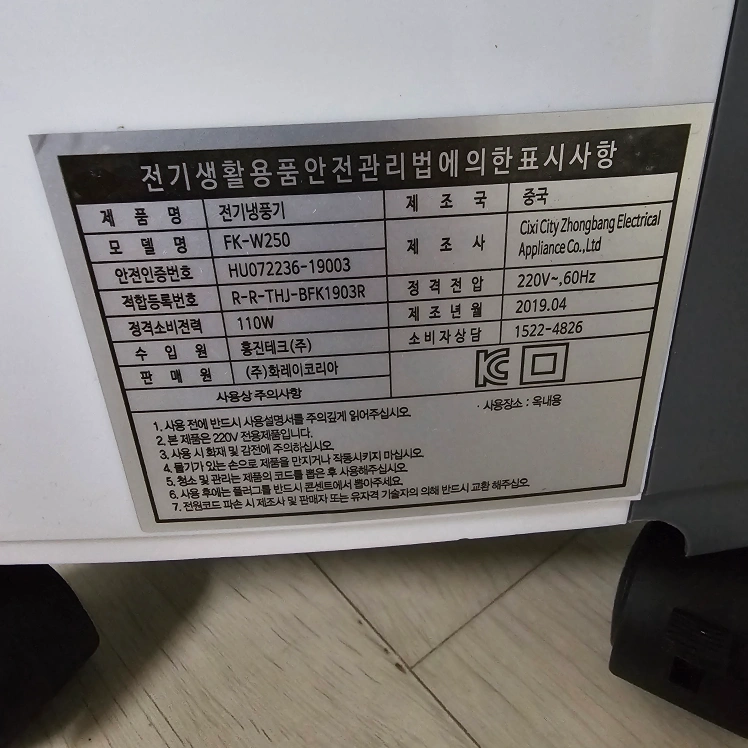 전기생활용품안전관리법에의한표시사항
제 품 명 전기냉풍기 제 조 국 중국
모 델 명 FK-W250 제 조 사 Cixi City Zhongbang Electrical
Appliance Co.,Ltd
안전인증번호 HU072236-19003
적합등록번호 R-R-THJ-BFK1903R 정격전압 220V~,60Hz
정격소비전력 110W 제조년월 2019.04
수 입 원 홍진테크(주) 소비자상담 1522-4826
판 매 원 (주)화레이코리아
사용상 주의사항
· 사용장소 : 옥내용
1. 사용 전에 반드시 사용설명서를 주의깊게 읽어주십시오.
2. 본 제품은 220V 전용제품입니다.
3. 사용 시 화재 및 감전에 주의하십시오.
4. 물기가 있는 손으로 제품을 만지거나 작동시키지 마십시오.
5. 청소 및 관리는 제품의 코드를 뽑은 후 사용해주십시오.
6. 사용 후에는 플러그를 반드시 콘센트에서 뽑아주세요.
7. 전원코드 파손 시 제조사 및 판매자 또는 유자격 기술자의 의해 반드시 교환 해주십오.